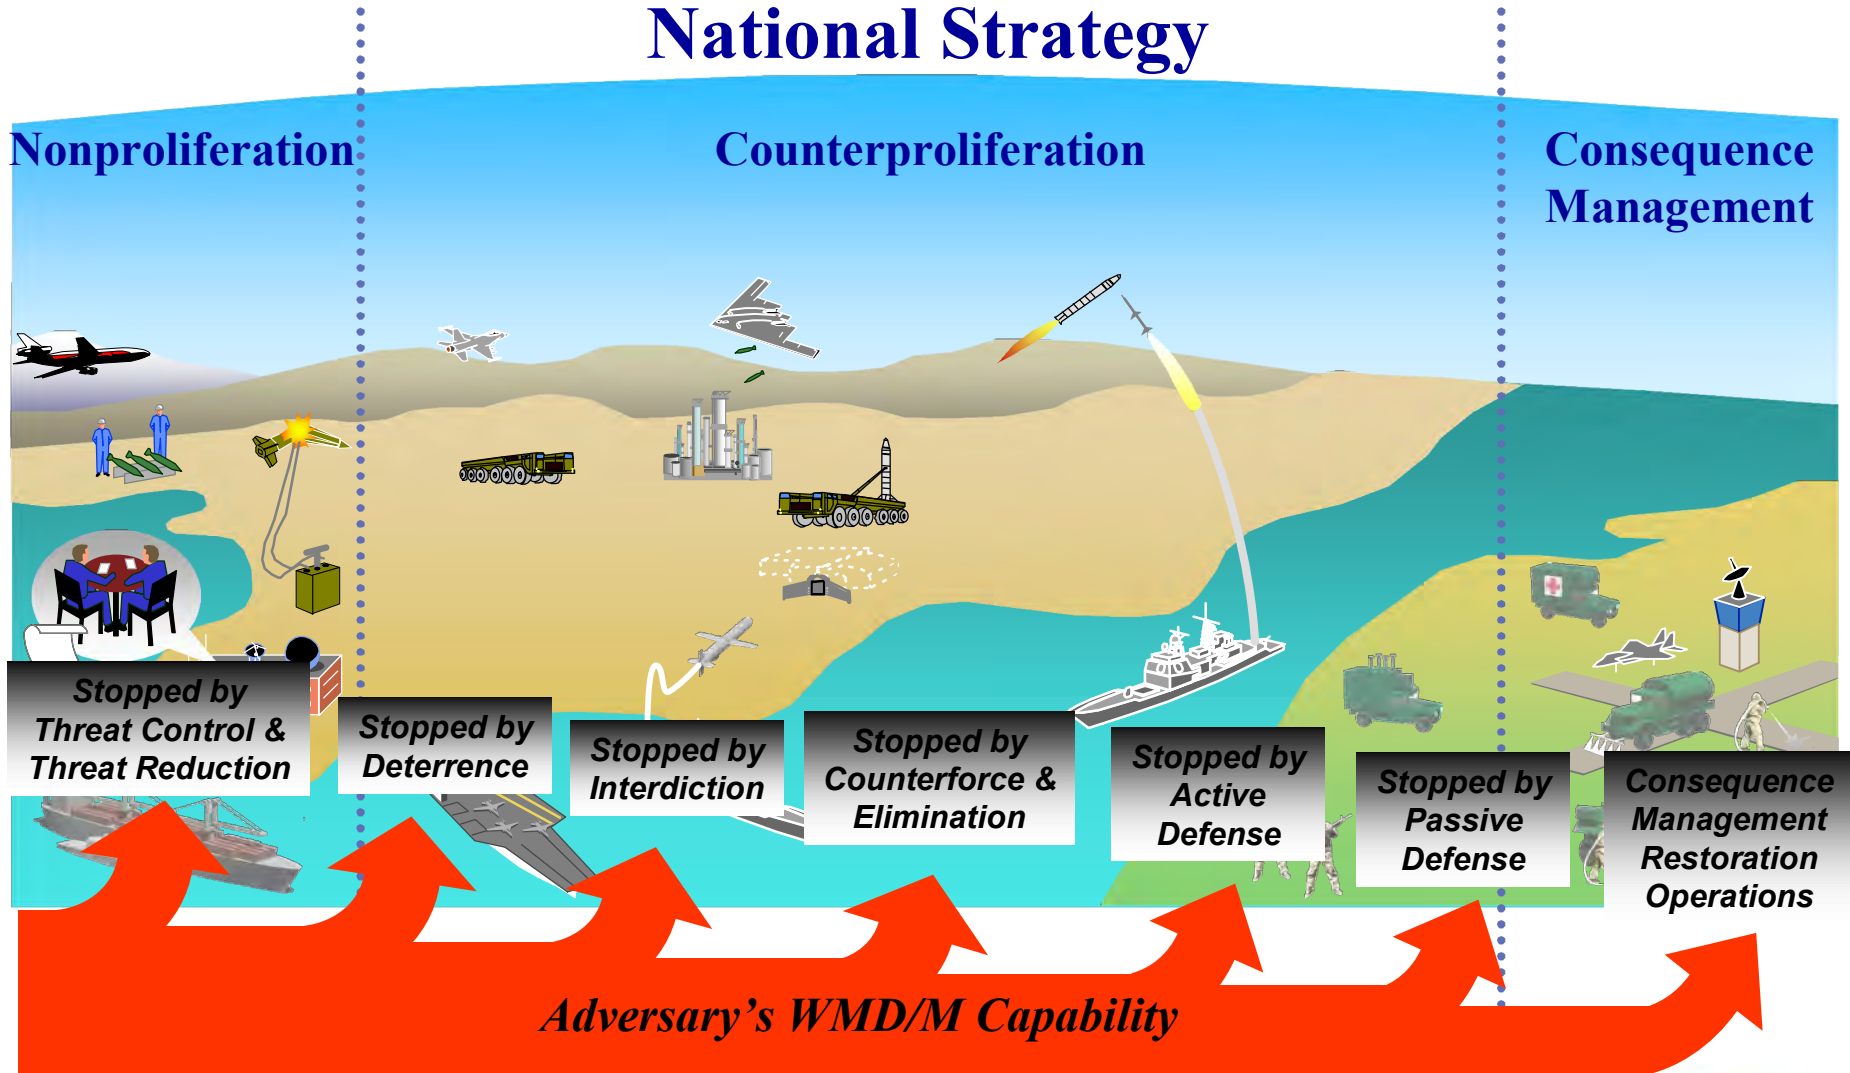 National Strategy
Nonproliferation
Counterproliferation
Consequence
Management
Stopped by
Threat Control &
Threat Reduction
Stopped by
Deterrence
Stopped by
Interdiction
Stopped by
Counterforce &
Elimination
Stopped by
Active
Defense
Stopped by
Passive
Defense
Consequence
Management
Restoration
Operations
Adversary’s WMD/M Capability